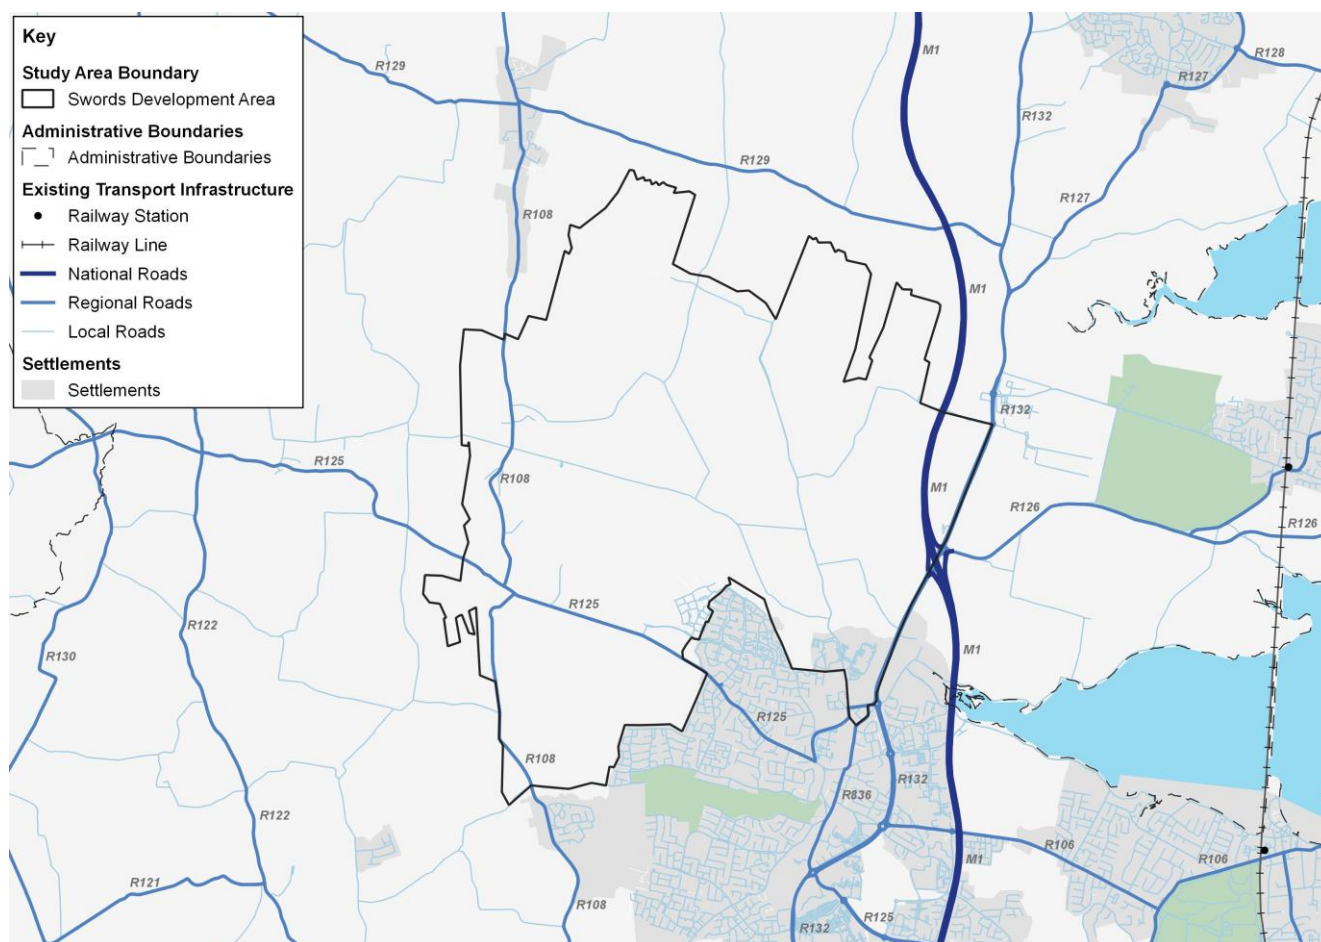 Key
Study Area Boundary
Swords Development Area
Administrative Boundaries
Administrative Boundaries
Existing Transport Infrastructure
Railway Station
Railway Line
National Roads
Regional Roads
Local Roads
Settlements
Settlements
M1
R128
R129
R127
R132
R129
R127
R108
M1
R132
R125
R108
M1
R126
R126
R125
R122
R130
M1
R125
R108
R132
R836
R122
R106
M1
R106
R121
R108
R132
R125